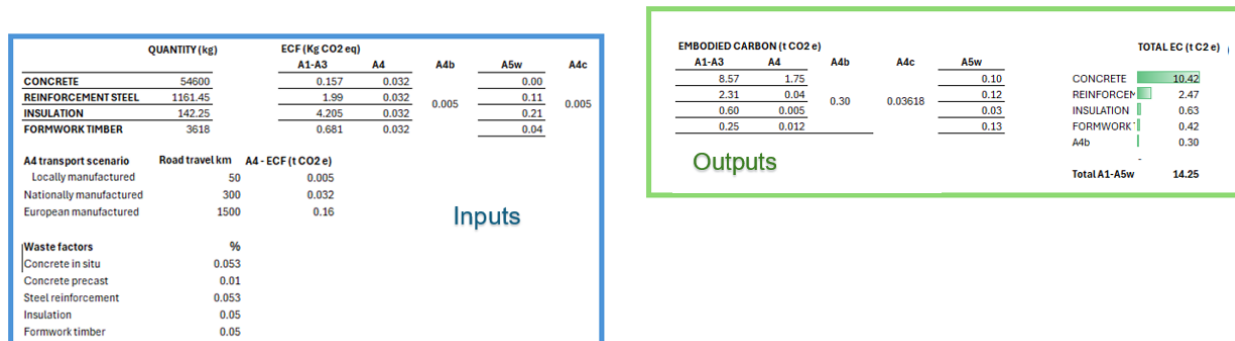 QUANTITY (kg) ECF (Kg CO2 eq)
A1-A3 A4 A4b A5w A4c
CONCRETE 54600 0.157 0.032 0.00
REINFORCEMENT STEEL 1161.45 1.99 0.032 0.005 0.11 0.005
INSULATION 142.25 4.205 0.032 0.21
FORMWORK TIMBER 3618 0.681 0.032 0.04
A4 transport scenario Road travel km A4 - ECF (t CO2 e)
Locally manufactured 50 0.005
Nationally manufactured 300 0.032
European manufactured 1500 0.16
Inputs
Waste factors %
Concrete in situ 0.053
Concrete precast 0.01
Steel reinforcement 0.053
Insulation 0.05
Formwork timber 0.05
EMBODIED CARBON (t CO2 e)
A1-A3 A4 A4b A4c A5w
8.57 1.75 0.10
2.31 0.04 0.30 0.03618 0.12
0.60 0.005 0.03
0.25 0.012 0.13
Outputs
TOTAL EC (t C2 e)
CONCRETE 10.42
REINFORCEM 2.47
INSULATION 0.63
FORMWORK 0.42
A4b 0.30
-
Total A1-A5w 14.25